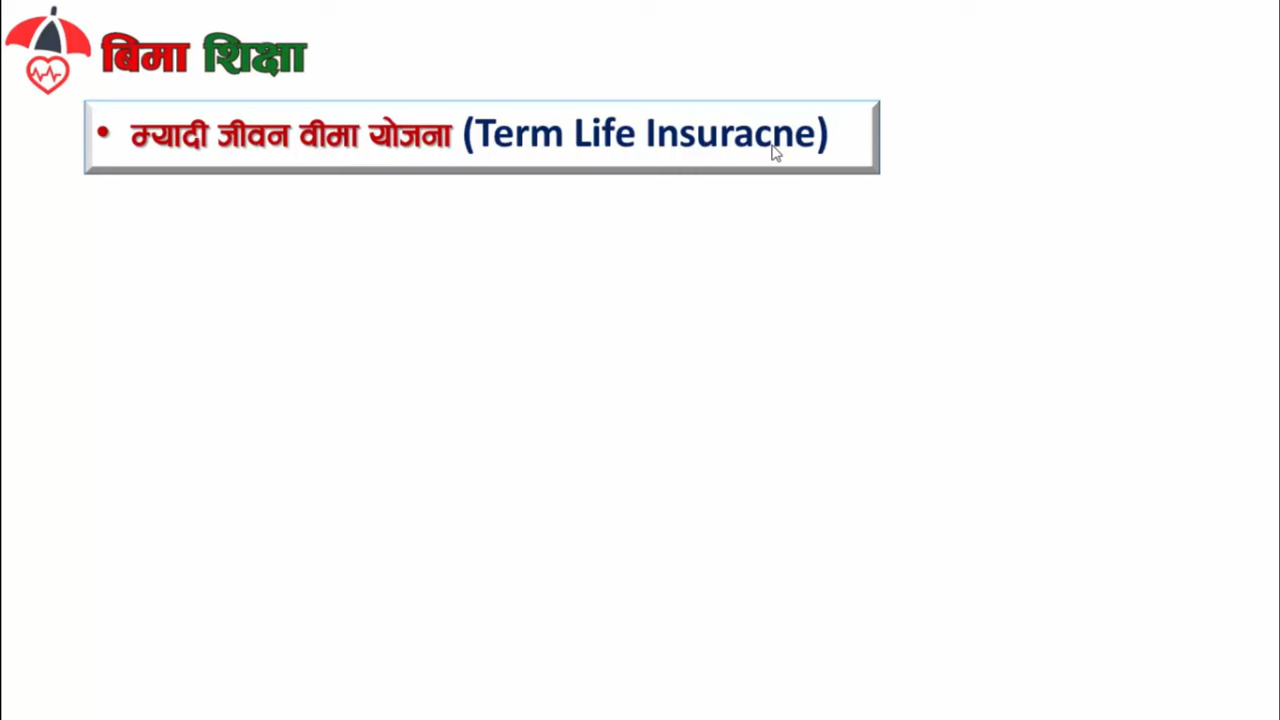 बिमा शिक्षा
• म्यादी जीवन वीमा योजना (Term Life Insuracne)